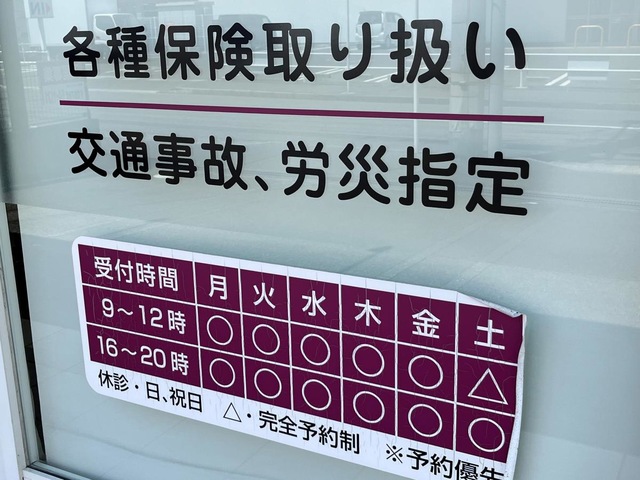 各種保険取り扱い
交通事故、労災指定
受付時間 月 火 水 木 金 土
9～12時 ○ ○ ○ ○ ○ △
16～20時 ○ ○ ○ ○ ○ ○
休診・日、祝日 △・完全予約制 ※予約優先